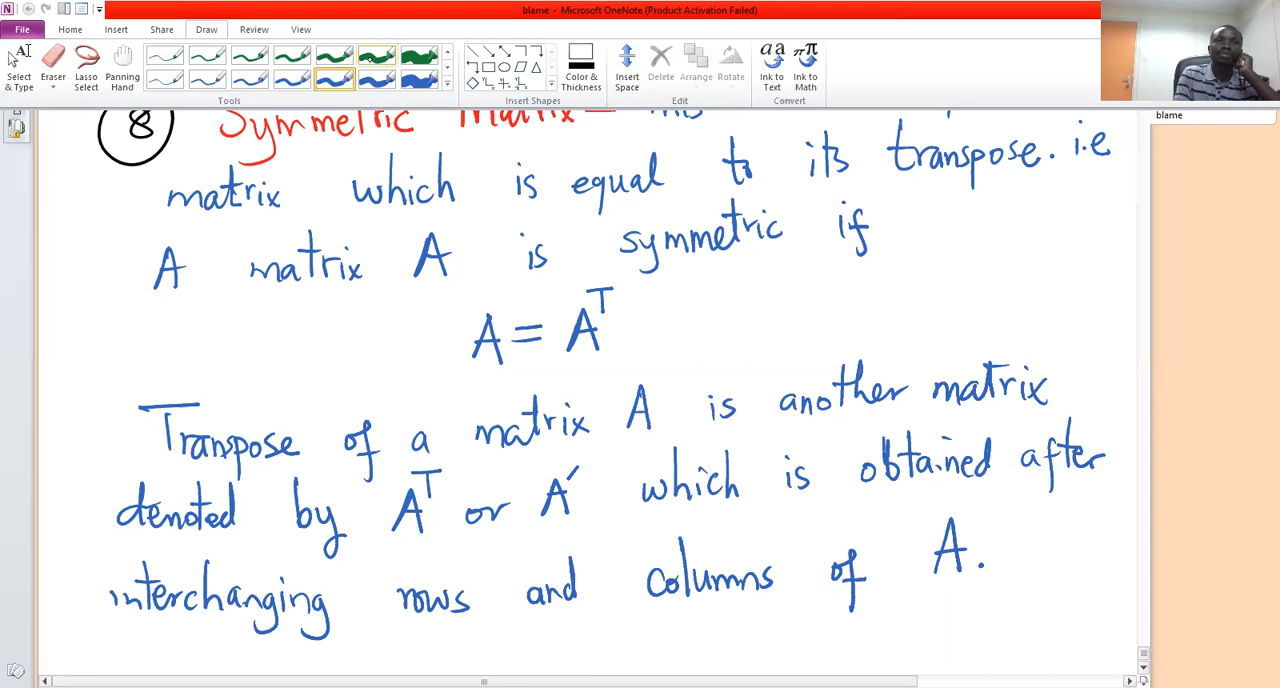 blame - Microsoft OneNote (Product Activation Failed)
File Home Insert Share Draw Review View
Select & Type
Eraser
Lasso Select
Panning Hand
Color & Thickness
Insert Space
Delete
Arrange
Rotate
Ink to Text
Ink to Math
Tools
Insert Shapes
Edit
Convert
blame
8 Symmetric Matrix
matrix which is equal to its transpose. i.e
A matrix A is symmetric if
A = Aᵀ
Transpose of a matrix A is another matrix
denoted by Aᵀ or A′ which is obtained after
interchanging rows and columns of A.